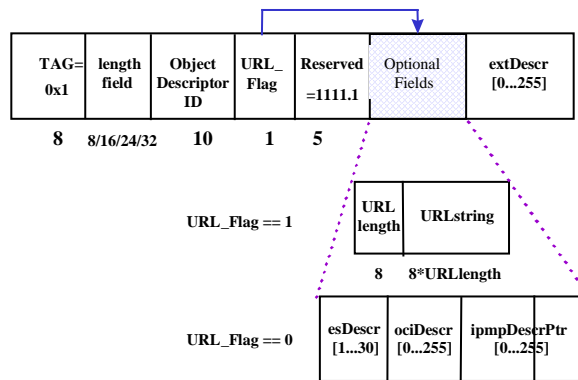 TAG= 0x1
length field
Object Descriptor ID
URL_ Flag
Reserved =1111.1
Optional Fields
extDescr [0...255]
8
8/16/24/32
10
1
5
URL_Flag == 1
URL length
URLstring
8
8*URLlength
URL_Flag == 0
esDescr [1...30]
ociDescr [0...255]
ipmpDescrPtr [0...255]